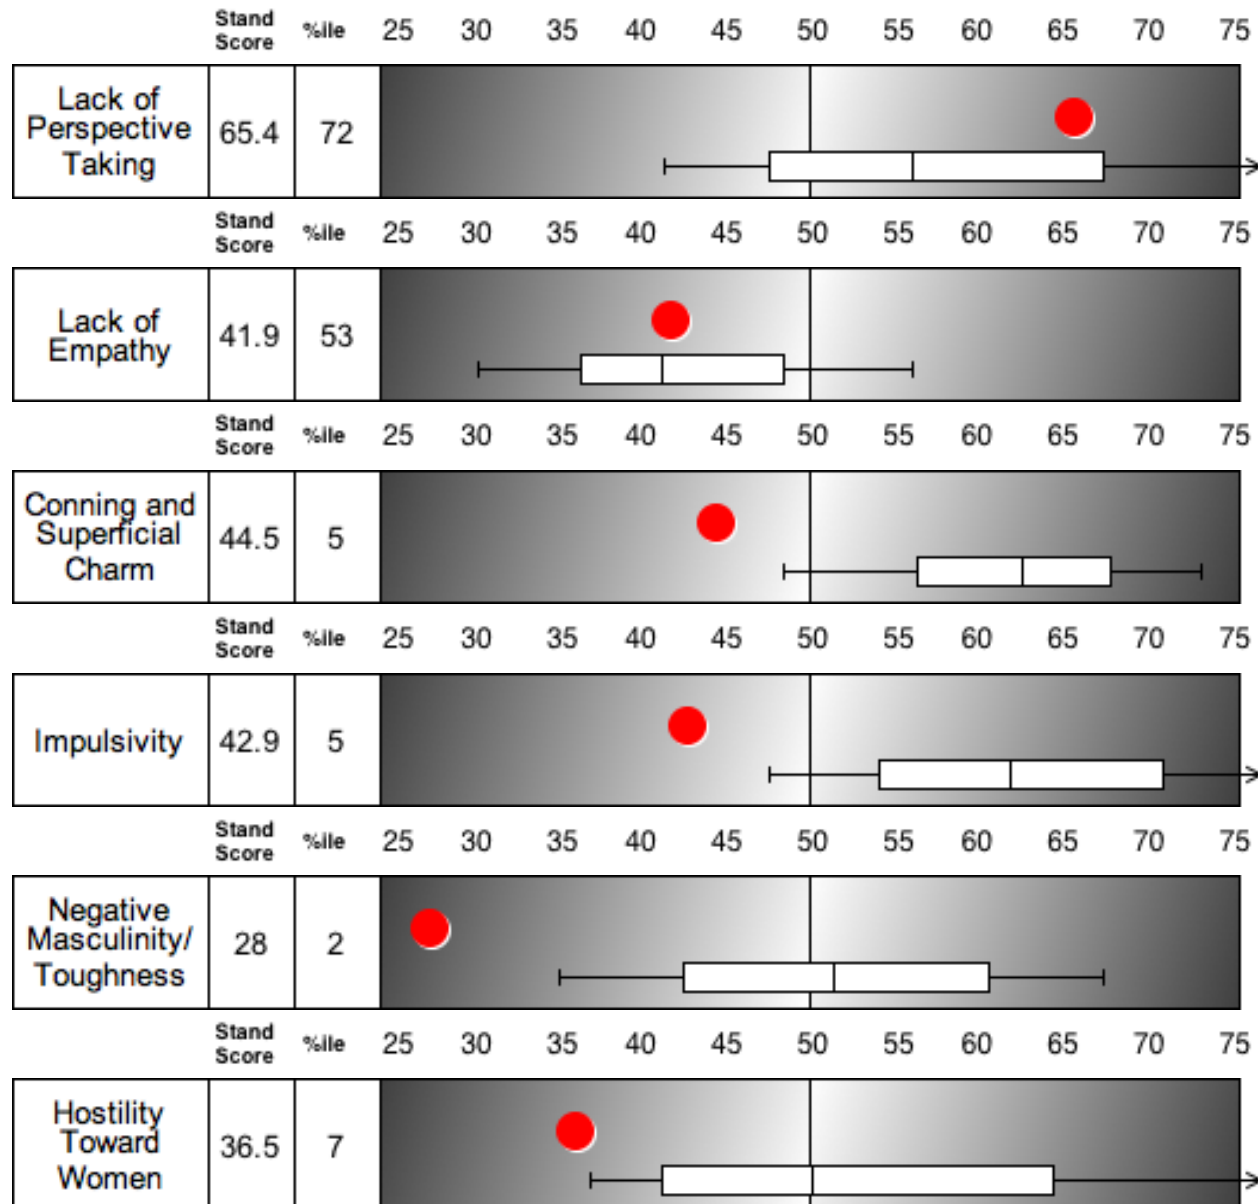 Stand Score %ile 25 30 35 40 45 50 55 60 65 70 75
Lack of
Perspective
Taking
65.4 72
Stand Score %ile 25 30 35 40 45 50 55 60 65 70 75
Lack of
Empathy
41.9 53
Stand Score %ile 25 30 35 40 45 50 55 60 65 70 75
Conning and
Superficial
Charm
44.5 5
Stand Score %ile 25 30 35 40 45 50 55 60 65 70 75
Impulsivity 42.9 5
Stand Score %ile 25 30 35 40 45 50 55 60 65 70 75
Negative
Masculinity/
Toughness
28 2
Stand Score %ile 25 30 35 40 45 50 55 60 65 70 75
Hostility
Toward
Women
36.5 7